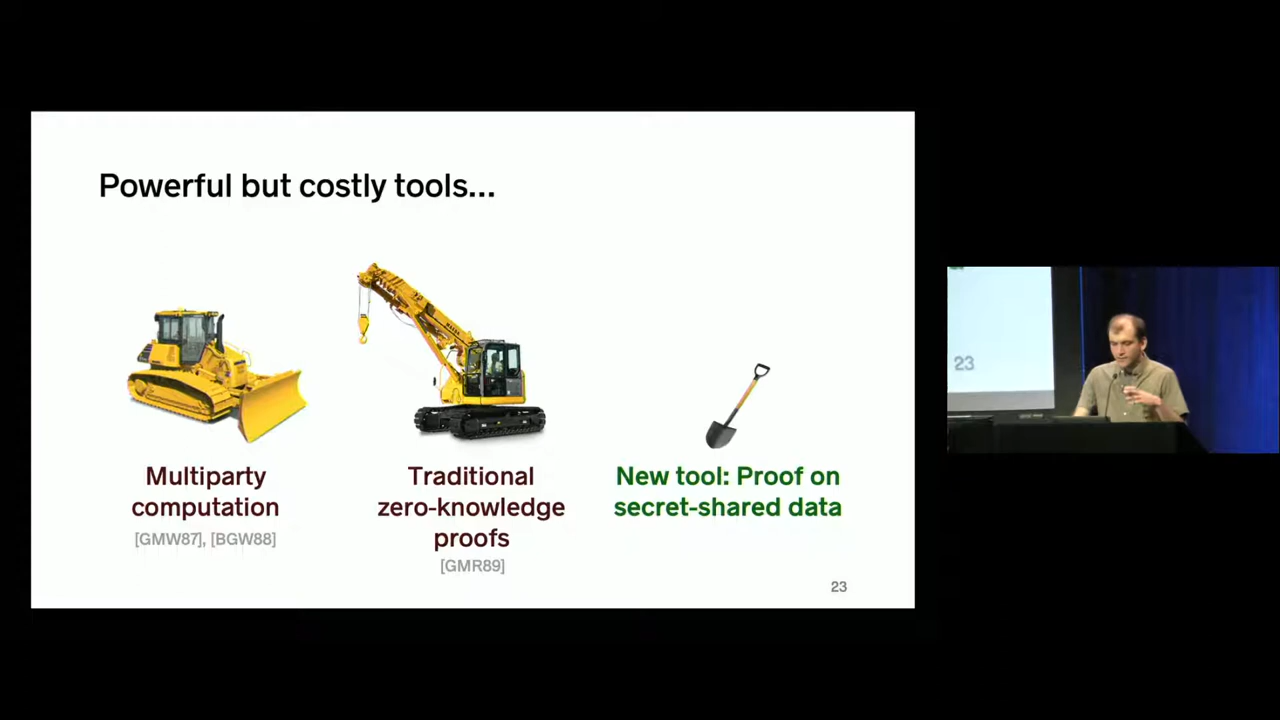 Powerful but costly tools...
Multiparty
computation
[GMW87], [BGW88]
Traditional
zero-knowledge
proofs
[GMR89]
New tool: Proof on
secret-shared data
23
23